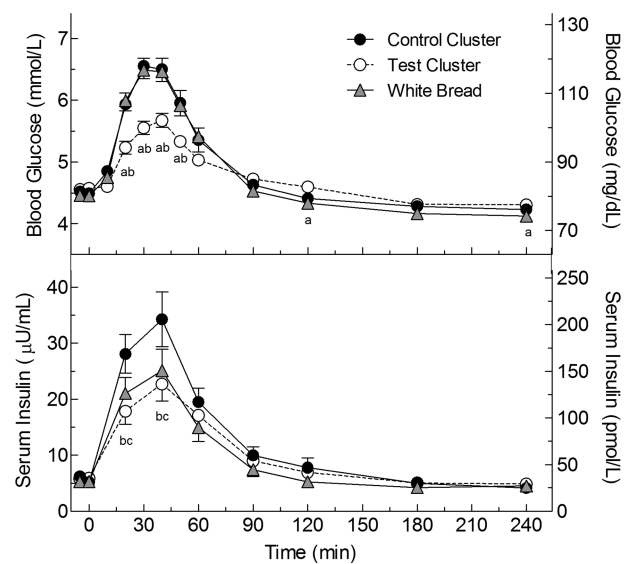 Control Cluster
Test Cluster
White Bread
Blood Glucose (mmol/L)
7
6
5
4
Blood Glucose (mg/dL)
130
110
90
70
ab
ab
ab
ab
a
a
Serum Insulin ( μU/mL)
40
30
20
10
0
Serum Insulin (pmol/L)
250
200
150
100
50
0
bc
bc
0 30 60 90 120 150 180 210 240
Time (min)